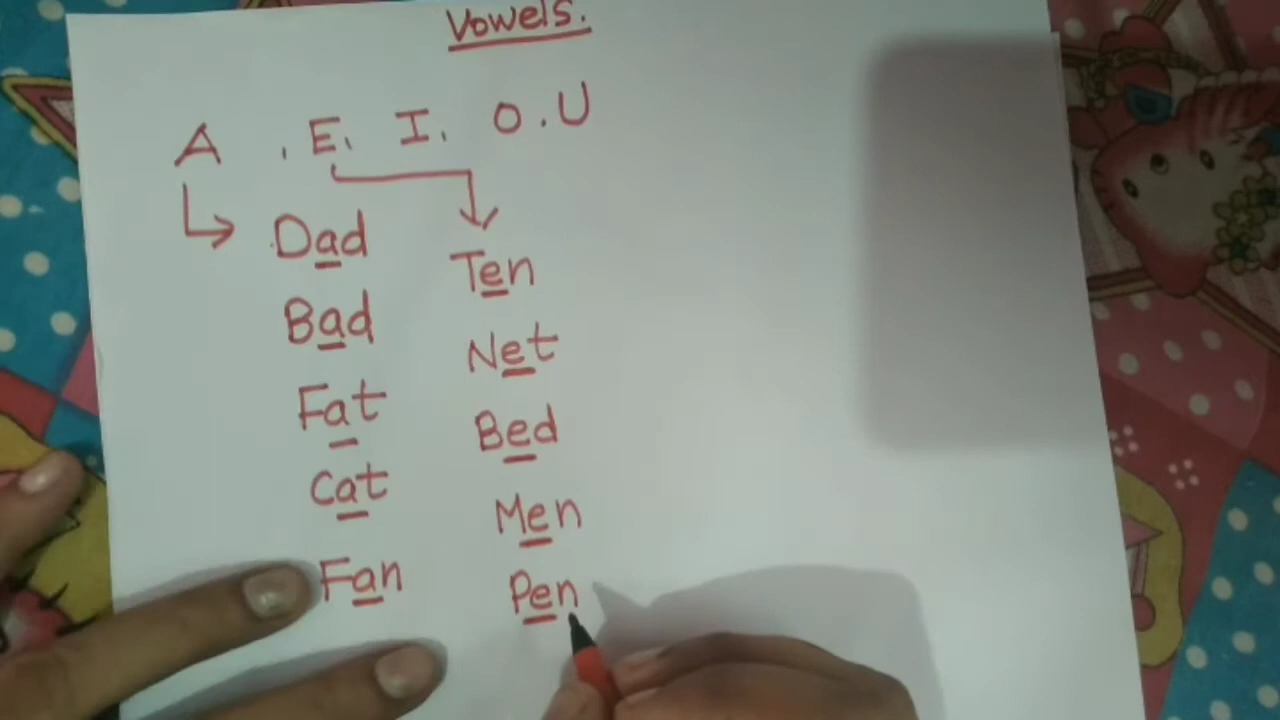 Vowels.
A . E. I. O. U
Dad
Ten
Bad
Net
Fat
Bed
Cat
Men
Fan
Pen